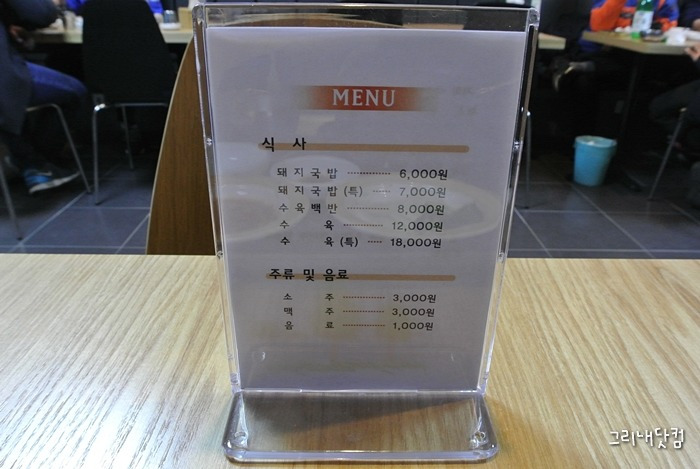 MENU
식 사
돼지국밥 6,000원
돼지국밥(특) 7,000원
수육백반 8,000원
수 육 12,000원
수 육(특) 18,000원
주류 및 음료
소 주 3,000원
맥 주 3,000원
음 료 1,000원
그리내닷컴